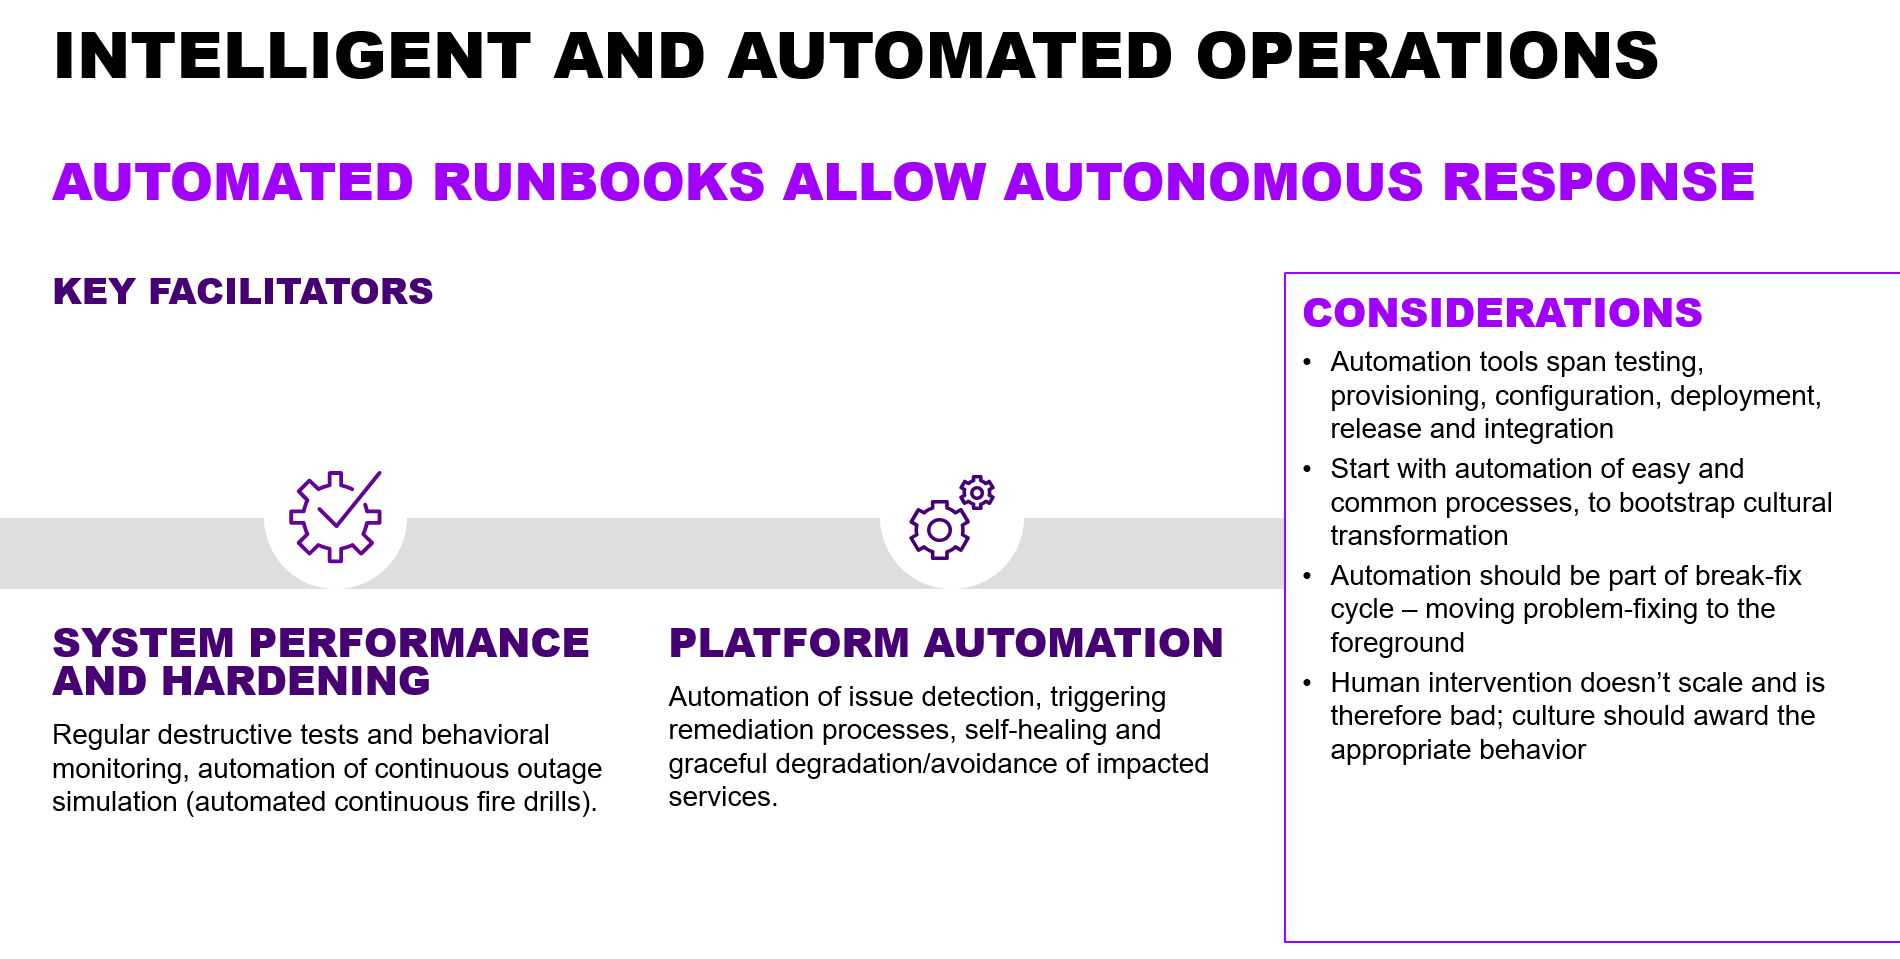 INTELLIGENT AND AUTOMATED OPERATIONS
AUTOMATED RUNBOOKS ALLOW AUTONOMOUS RESPONSE
KEY FACILITATORS
SYSTEM PERFORMANCE
AND HARDENING
Regular destructive tests and behavioral
monitoring, automation of continuous outage
simulation (automated continuous fire drills).
PLATFORM AUTOMATION
Automation of issue detection, triggering
remediation processes, self-healing and
graceful degradation/avoidance of impacted
services.
CONSIDERATIONS
• Automation tools span testing,
provisioning, configuration, deployment,
release and integration
• Start with automation of easy and
common processes, to bootstrap cultural
transformation
• Automation should be part of break-fix
cycle – moving problem-fixing to the
foreground
• Human intervention doesn’t scale and is
therefore bad; culture should award the
appropriate behavior